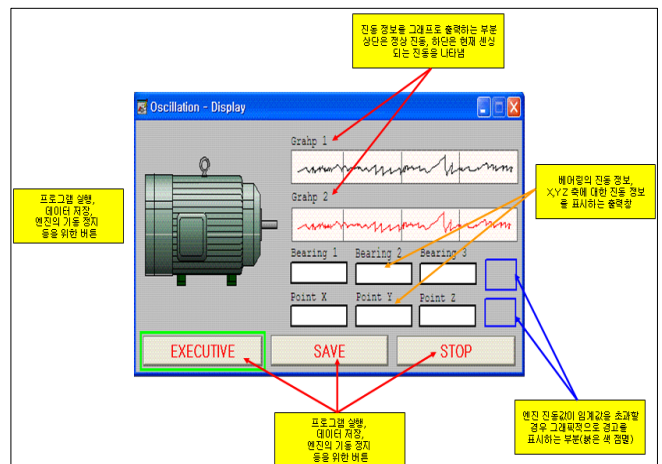 진동 정보를 그래프로 출력하는 부분
상단은 정상 진동, 하단은 현재 센싱
되는 진동을 나타냄
Oscillation - Display
Grahp 1
Grahp 2
Bearing 1 Bearing 2 Bearing 3
Point X Point Y Point Z
EXECUTIVE SAVE STOP
프로그램 실행,
데이터 저장,
엔진의 기동 정지
등을 위한 버튼
베어링의 진동 정보,
X,Y Z 축에 대한 진동 정보
를 표시하는 출력창
프로그램 실행,
데이터 저장,
엔진의 기동 정지
등을 위한 버튼
엔진 진동값이 임계값을 초과할
경우 그래픽적으로 경고를
표시하는 부분(붉은 색 점멸)